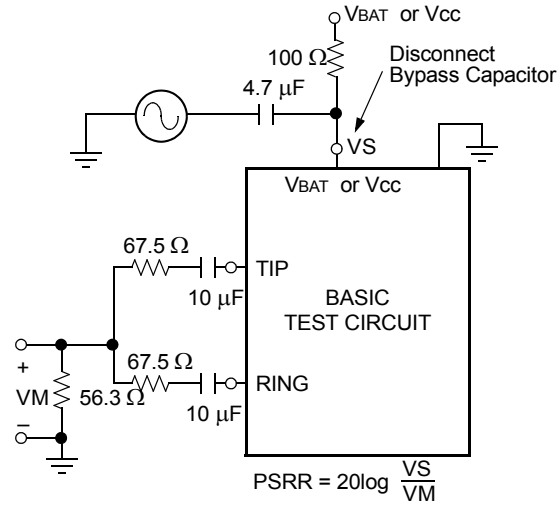 VBAT or Vcc
100 Ω
Disconnect
Bypass Capacitor
4.7 μF
VS
VBAT or Vcc
67.5 Ω
TIP
10 μF
BASIC
TEST CIRCUIT
67.5 Ω
+
RING
VM
56.3 Ω
10 μF
–
PSRR = 20log VS/VM